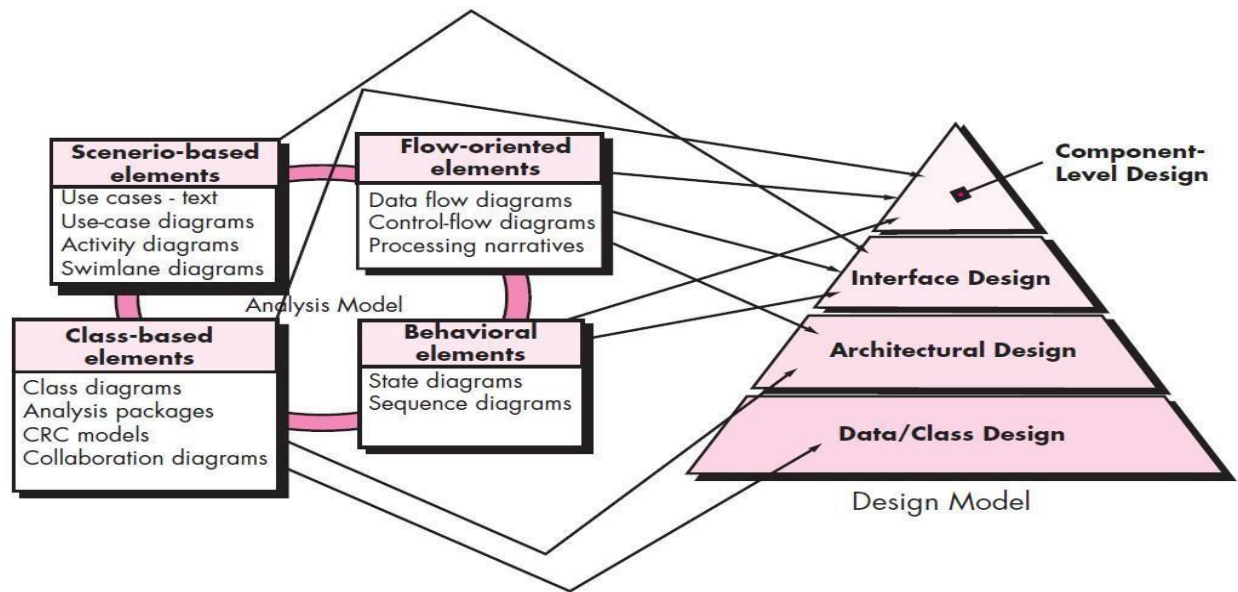 Scenerio-based
elements
Use cases - text
Use-case diagrams
Activity diagrams
Swimlane diagrams
Flow-oriented
elements
Data flow diagrams
Control-flow diagrams
Processing narratives
Analysis Model
Class-based
elements
Class diagrams
Analysis packages
CRC models
Collaboration diagrams
Behavioral
elements
State diagrams
Sequence diagrams
Component-
Level Design
Interface Design
Architectural Design
Data/Class Design
Design Model